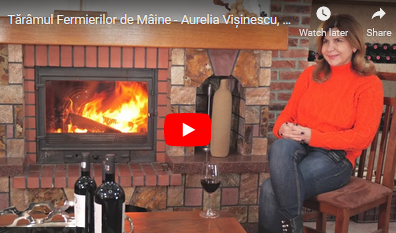 Tărâmul Fermierilor de Mâine - Aurelia Vișinescu, ...
Watch later
Share